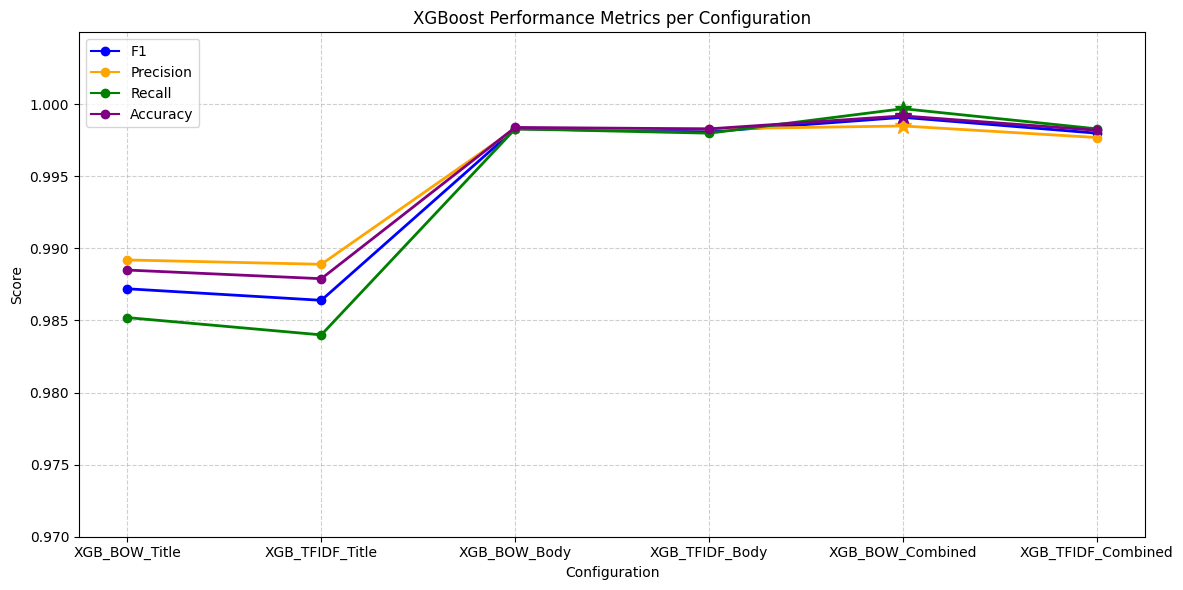 XGBoost Performance Metrics per Configuration
F1
Precision
Recall
Accuracy
1.000
0.995
0.990
0.985
0.980
0.975
0.970
Score
XGB_BOW_Title
XGB_TFIDF_Title
XGB_BOW_Body
XGB_TFIDF_Body
XGB_BOW_Combined
XGB_TFIDF_Combined
Configuration